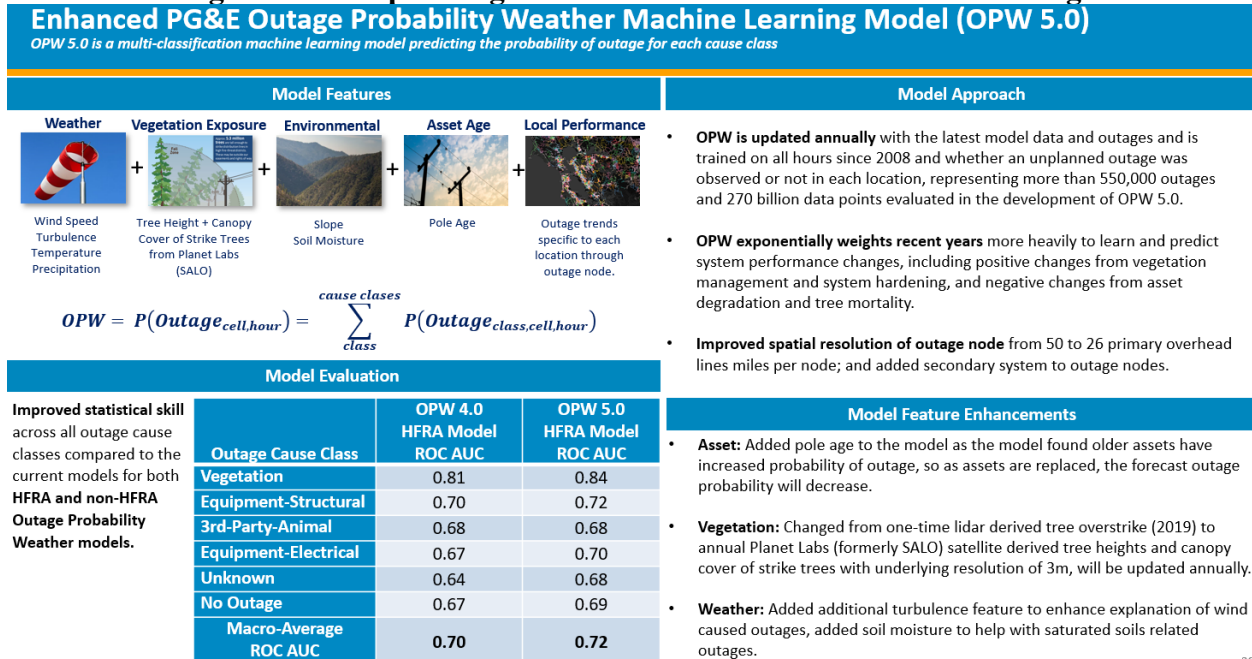 Enhanced PG&E Outage Probability Weather Machine Learning Model (OPW 5.0)
OPW 5.0 is a multi-classification machine learning model predicting the probability of outage for each cause class
Model Features
Weather
Vegetation Exposure
Environmental
Asset Age
Local Performance
+ + + +
Wind Speed
Turbulence
Temperature
Precipitation
Tree Height + Canopy
Cover of Strike Trees
from Planet Labs
(SALO)
Slope
Soil Moisture
Pole Age
Outage trends
specific to each
location through
outage node.
cause clases
OPW = P(Outage_cell,hour) = ∑ P(Outage_class,cell,hour)
class
Model Evaluation
Improved statistical skill
across all outage cause
classes compared to the
current models for both
HFRA and non-HFRA
Outage Probability
Weather models.
Outage Cause Class
OPW 4.0
HFRA Model
ROC AUC
OPW 5.0
HFRA Model
ROC AUC
Vegetation 0.81 0.84
Equipment-Structural 0.70 0.72
3rd-Party-Animal 0.68 0.68
Equipment-Electrical 0.67 0.70
Unknown 0.64 0.68
No Outage 0.67 0.69
Macro-Average
ROC AUC
0.70 0.72
Model Approach
• OPW is updated annually with the latest model data and outages and is
trained on all hours since 2008 and whether an unplanned outage was
observed or not in each location, representing more than 550,000 outages
and 270 billion data points evaluated in the development of OPW 5.0.
• OPW exponentially weights recent years more heavily to learn and predict
system performance changes, including positive changes from vegetation
management and system hardening, and negative changes from asset
degradation and tree mortality.
• Improved spatial resolution of outage node from 50 to 26 primary overhead
lines miles per node; and added secondary system to outage nodes.
Model Feature Enhancements
• Asset: Added pole age to the model as the model found older assets have
increased probability of outage, so as assets are replaced, the forecast outage
probability will decrease.
• Vegetation: Changed from one-time lidar derived tree overstrike (2019) to
annual Planet Labs (formerly SALO) satellite derived tree heights and canopy
cover of strike trees with underlying resolution of 3m, will be updated annually.
• Weather: Added additional turbulence feature to enhance explanation of wind
caused outages, added soil moisture to help with saturated soils related
outages.